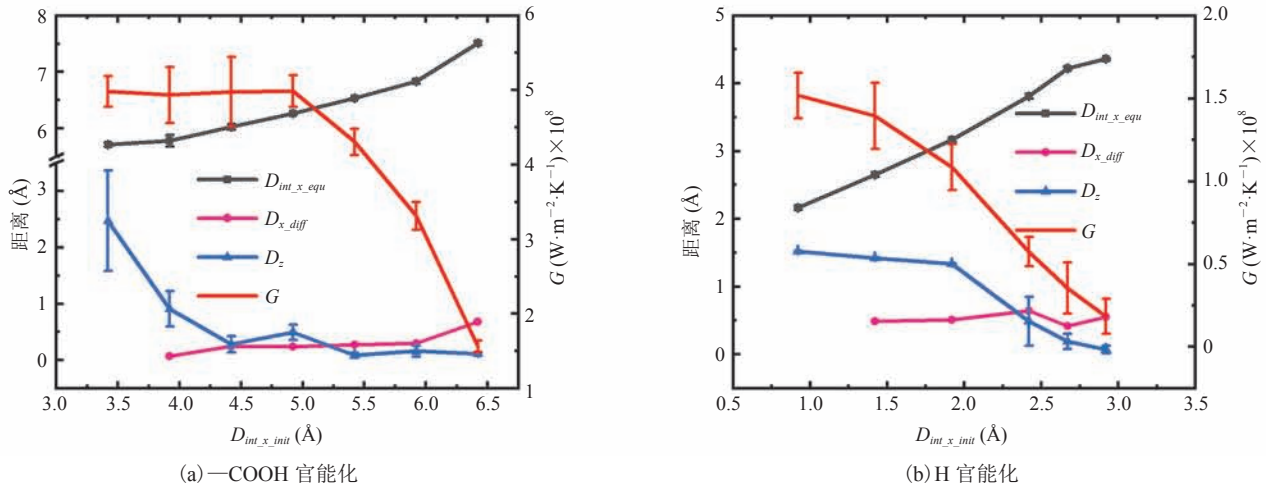 8
7
6
3
2
1
0
距离 (Å)
3.0 3.5 4.0 4.5 5.0 5.5 6.0 6.5
D_int_x_init (Å)
6
5
4
3
2
1
G (W·m⁻²·K⁻¹)×10⁸
D_int_x_equ
D_x_diff
D_z
G
(a)—COOH 官能化
5
4
3
2
1
0
距离 (Å)
0.5 1.0 1.5 2.0 2.5 3.0 3.5
D_int_x_init (Å)
2.0
1.5
1.0
0.5
0
G (W·m⁻²·K⁻¹)×10⁸
D_int_x_equ
D_x_diff
D_z
G
(b)H 官能化